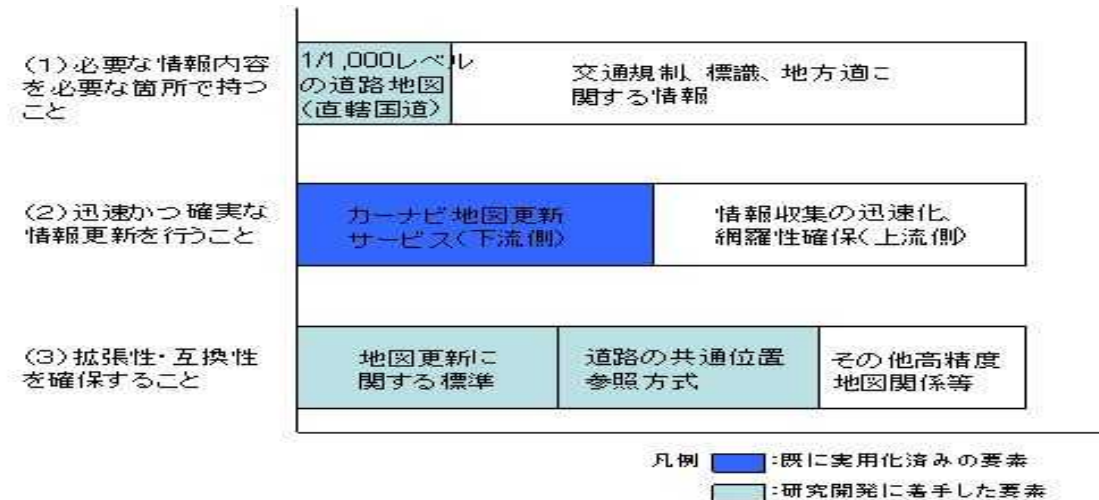 (1)必要な情報内容
を必要な箇所で持つ
こと
1/1,000レベル
の道路地図
(直轄国道)
交通規制、標識、地方道に
関する情報
(2)迅速かつ確実な
情報更新を行うこと
カーナビ地図更新
サービス(下流側)
情報収集の迅速化、
網羅性確保(上流側)
(3)拡張性・互換性
を確保すること
地図更新に
関する標準
道路の共通位置
参照方式
その他高精度
地図関係等
凡例 :既に実用化済みの要素
:研究開発に着手した要素